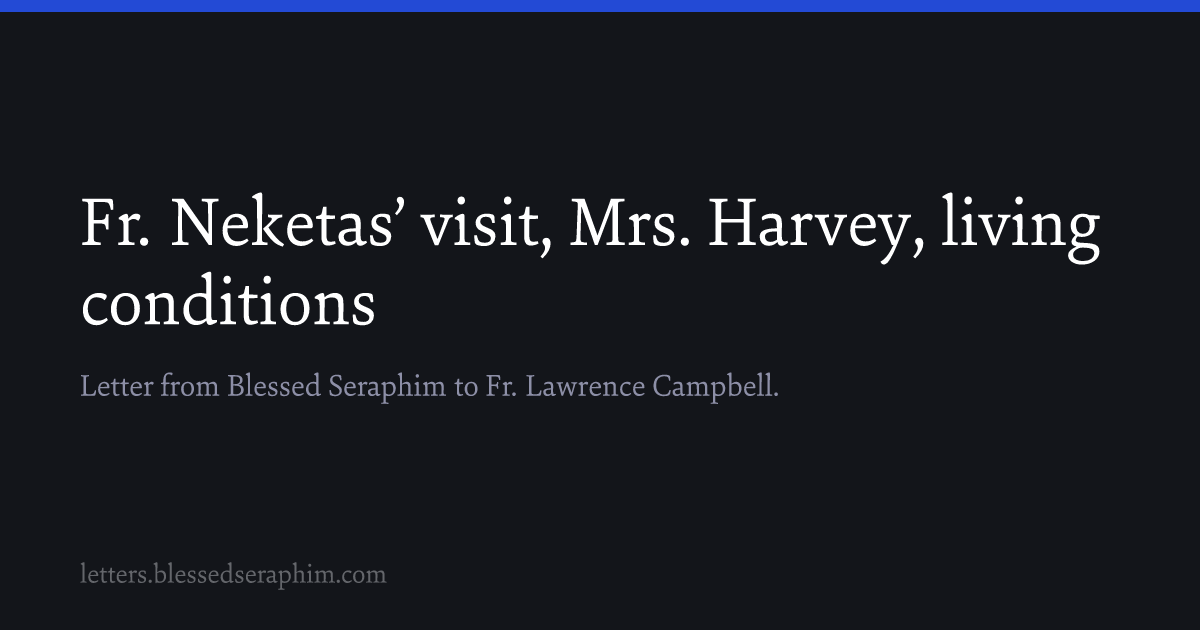 Fr. Neketas’ visit, Mrs. Harvey, living
conditions
Letter from Blessed Seraphim to Fr. Lawrence Campbell.
letters.blessedseraphim.com